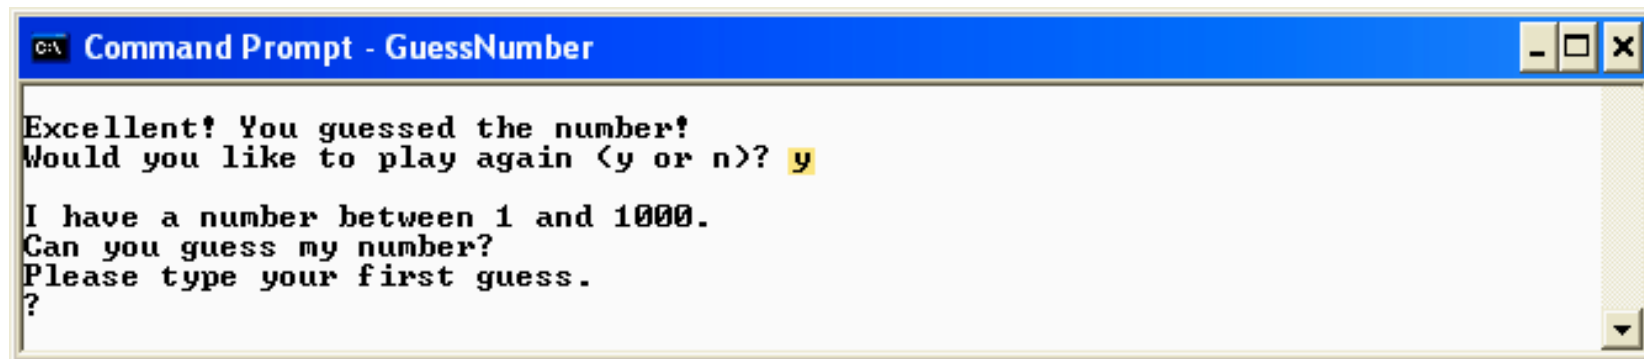 C:\ Command Prompt - GuessNumber
Excellent! You guessed the number!
Would you like to play again (y or n)? y
I have a number between 1 and 1000.
Can you guess my number?
Please type your first guess.
?